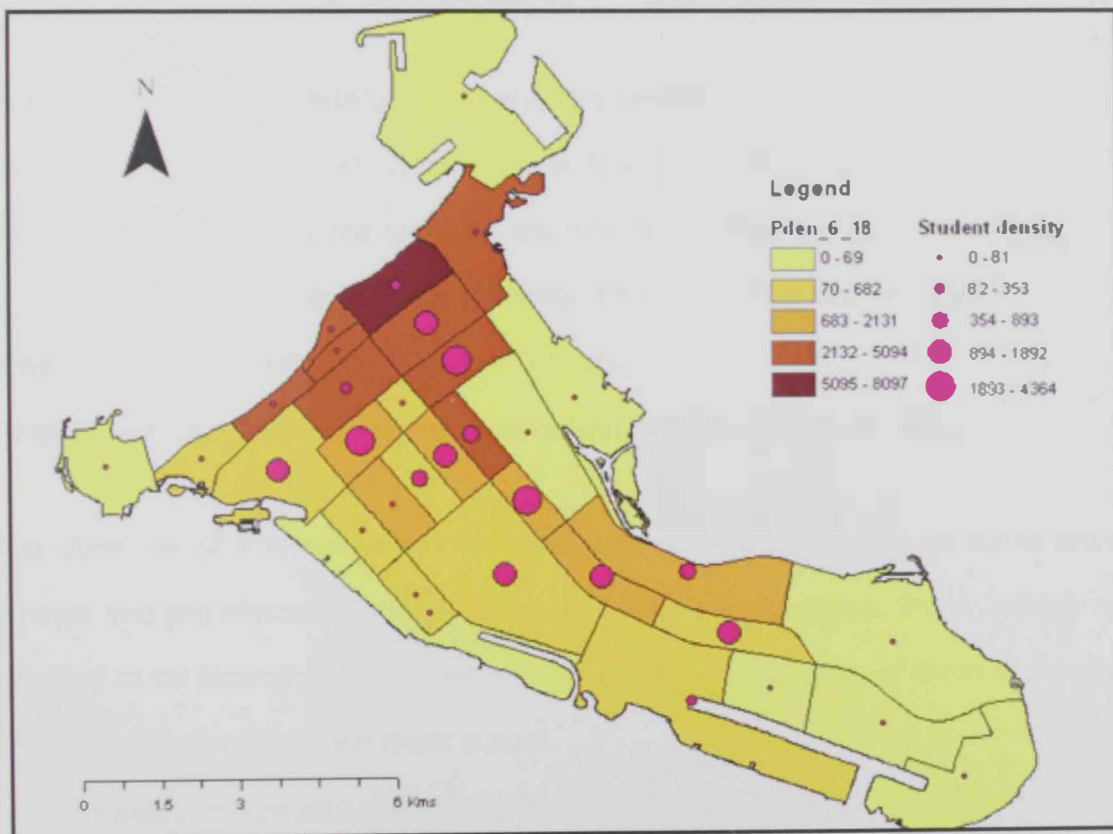 N
Legend
Pden_6_18
0 - 69
70 - 682
683 - 2131
2132 - 5094
5095 - 8097
Student density
0 - 81
82 - 353
354 - 893
894 - 1892
1893 - 4364
0 1.5 3 6 Kms